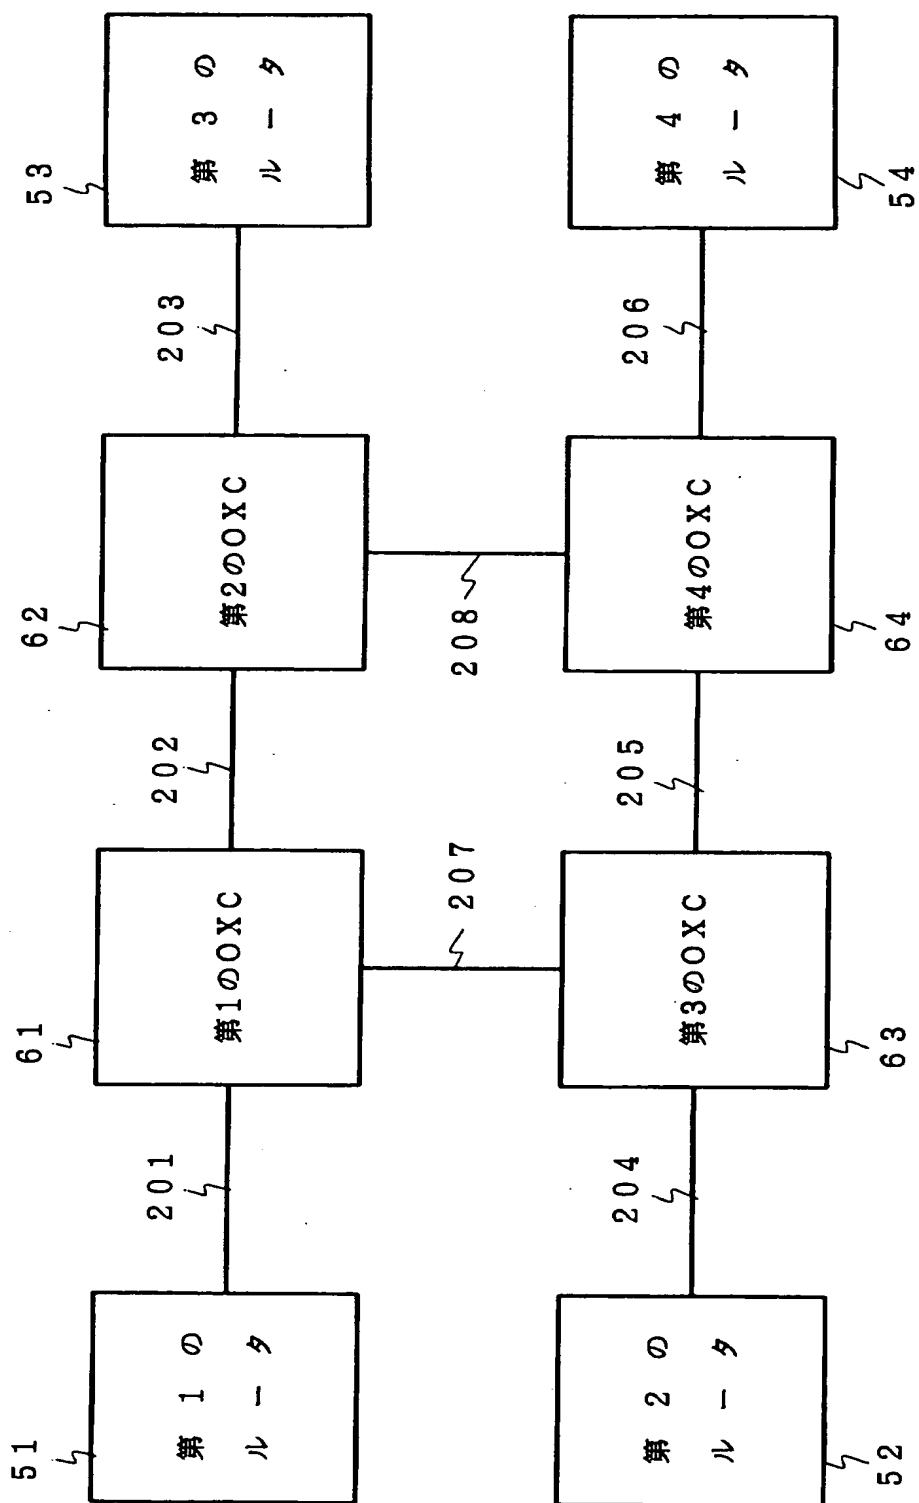 51
第1の
ルータ
201
61
第1のOXC
202
62
第2のOXC
203
53
第3の
ルータ
207
208
第2の
ルータ
52
204
第3のOXC
63
205
第4のOXC
64
206
第4の
ルータ
54